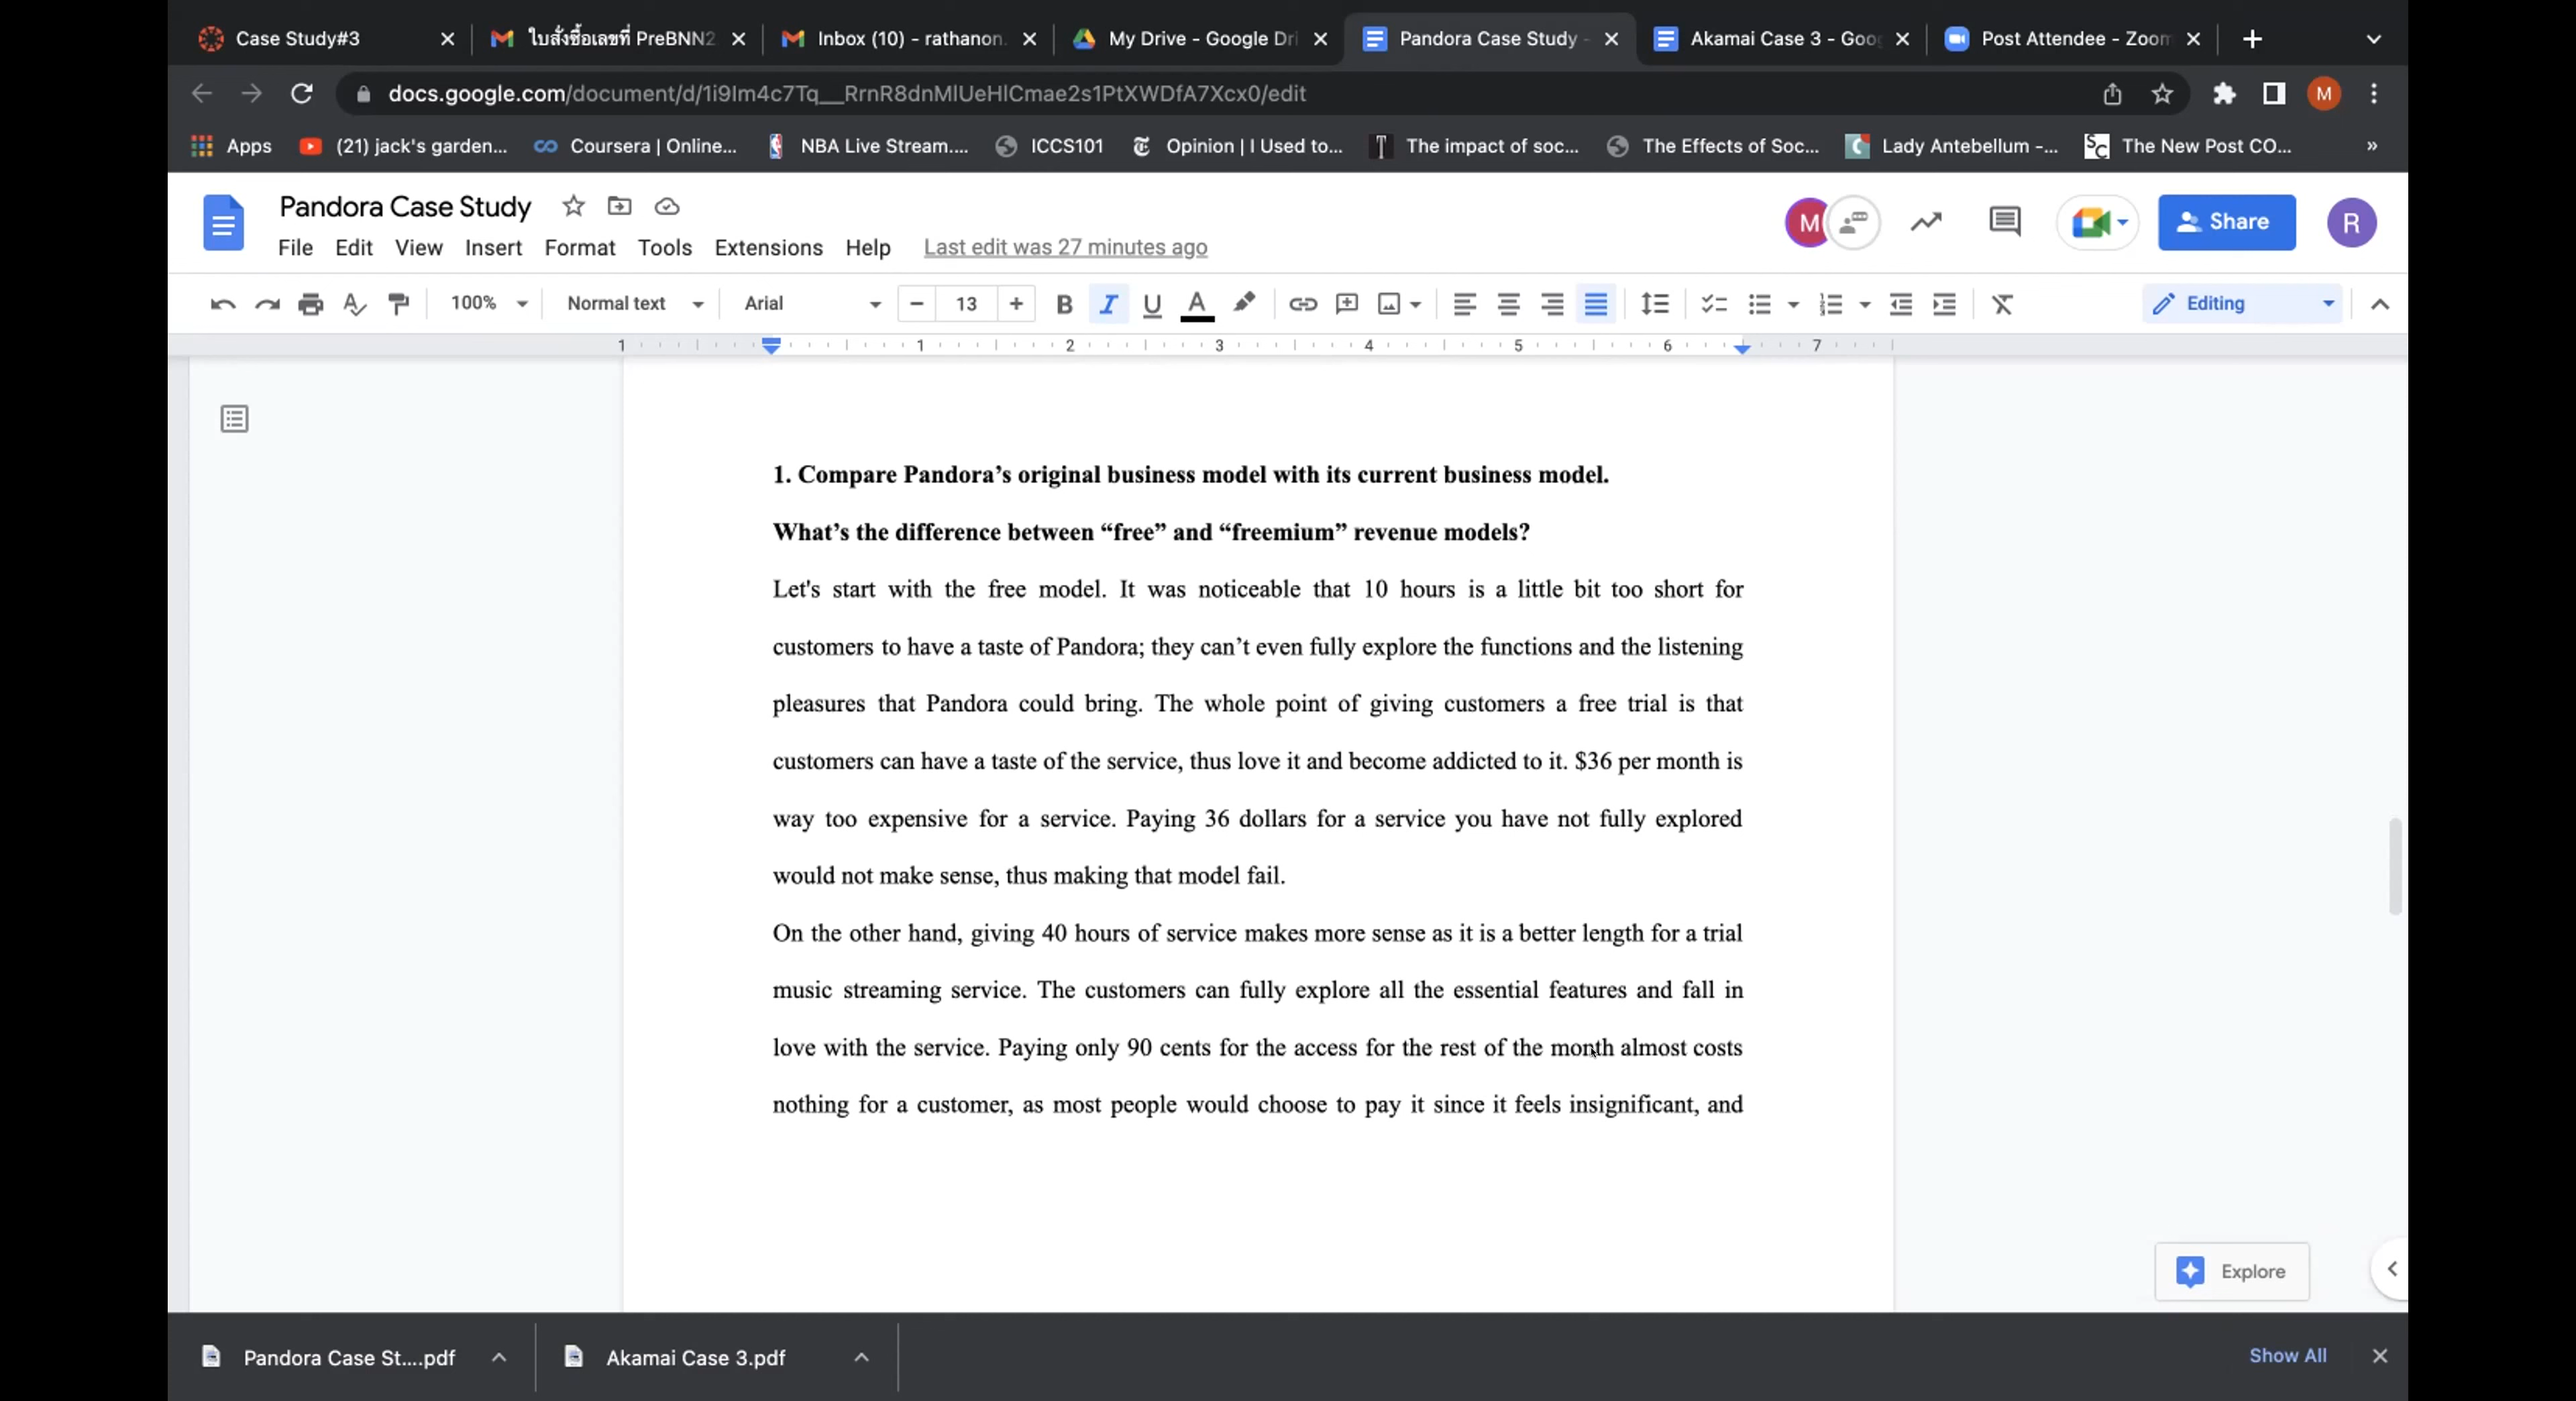 Case Study#3
ใบสั่งซื้อเลขที่ PreBNN2
Inbox (10) - rathanon.
My Drive - Google Dri
Pandora Case Study -
Akamai Case 3 - Goo
Post Attendee - Zoom
docs.google.com/document/d/1i9Im4c7Tq__RrnR8dnMlUeHlCmae2s1PtXWDfA7Xcx0/edit
M
Apps
(21) jack's garden...
Coursera | Online...
NBA Live Stream....
ICCS101
Opinion | I Used to...
The impact of soc...
The Effects of Soc...
Lady Antebellum -...
The New Post CO...
»
Pandora Case Study
M
Share
R
File Edit View Insert Format Tools Extensions Help Last edit was 27 minutes ago
100% Normal text Arial 13 B I U A Editing
1 1 2 3 4 5 6 7
1. Compare Pandora’s original business model with its current business model.
What’s the difference between “free” and “freemium” revenue models?
Let's start with the free model. It was noticeable that 10 hours is a little bit too short for
customers to have a taste of Pandora; they can’t even fully explore the functions and the listening
pleasures that Pandora could bring. The whole point of giving customers a free trial is that
customers can have a taste of the service, thus love it and become addicted to it. $36 per month is
way too expensive for a service. Paying 36 dollars for a service you have not fully explored
would not make sense, thus making that model fail.
On the other hand, giving 40 hours of service makes more sense as it is a better length for a trial
music streaming service. The customers can fully explore all the essential features and fall in
love with the service. Paying only 90 cents for the access for the rest of the month almost costs
nothing for a customer, as most people would choose to pay it since it feels insignificant, and
Explore
Pandora Case St....pdf
Akamai Case 3.pdf
Show All